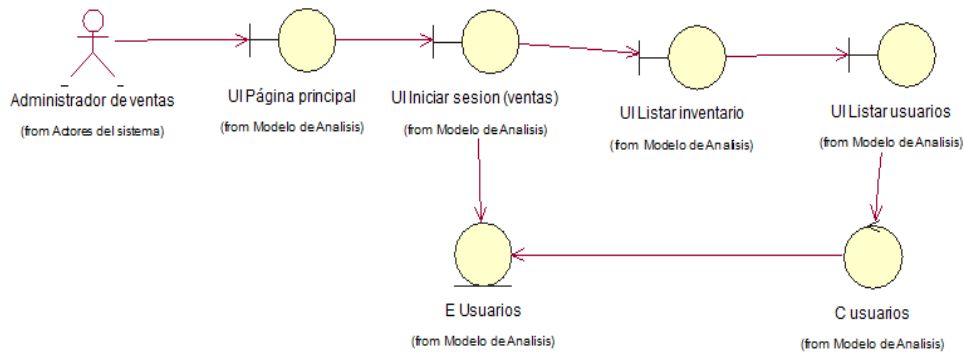 Administrador de ventas
(from Actores del sistema)
UI Página principal
(from Modelo de Analisis)
UI Iniciar sesion (ventas)
(from Modelo de Analisis)
UI Listar inventario
(from Modelo de Analisis)
UI Listar usuarios
(from Modelo de Analisis)
E Usuarios
(from Modelo de Analisis)
C usuarios
(from Modelo de Analisis)